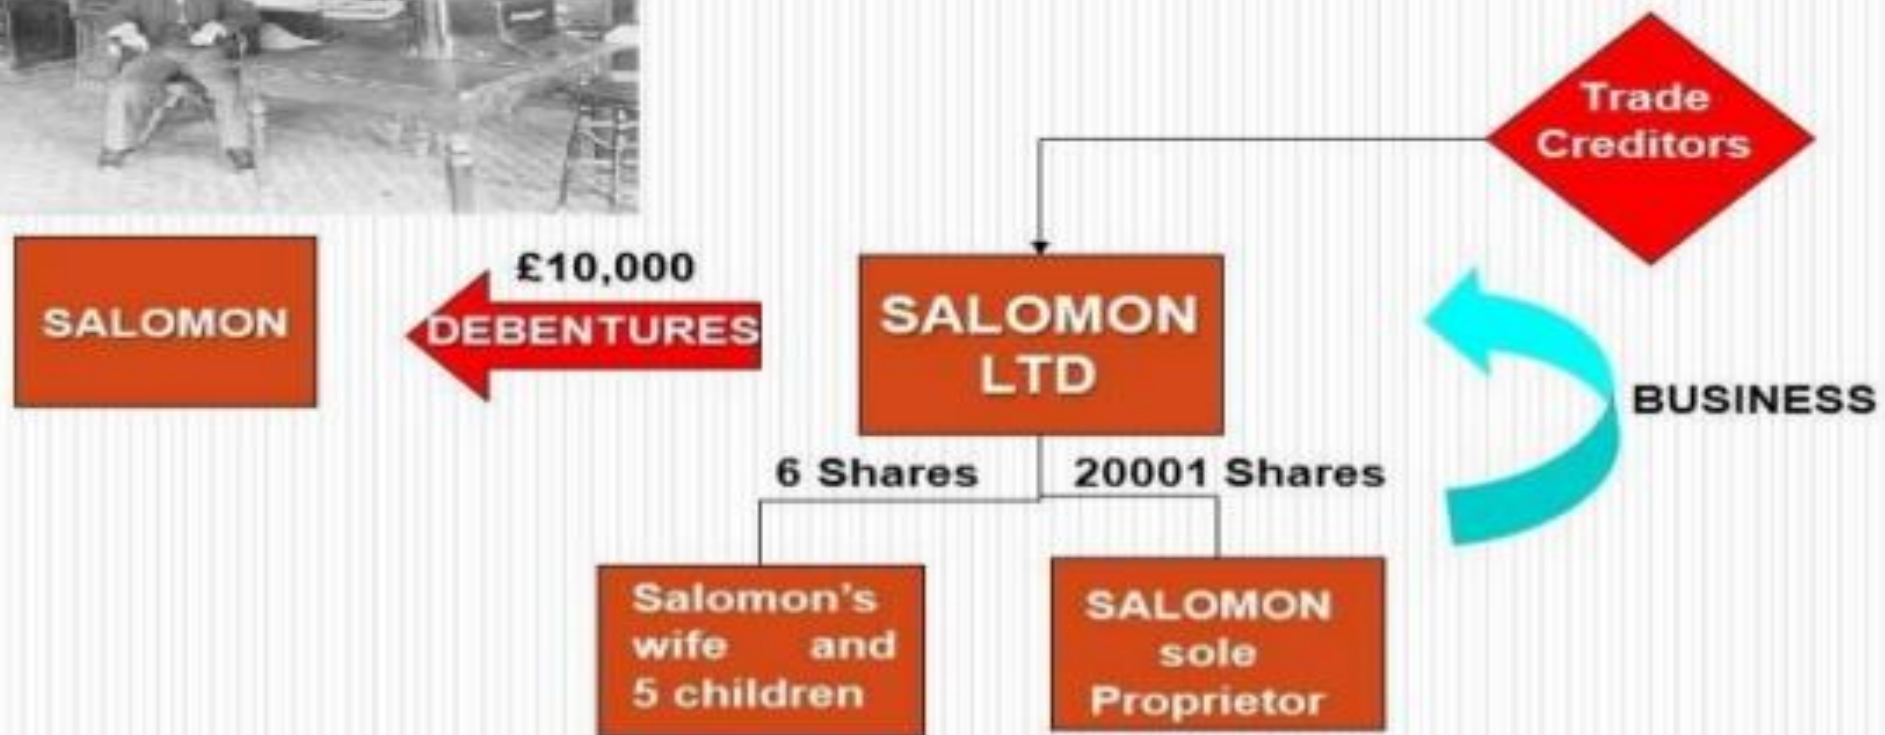 Trade
Creditors
£10,000
SALOMON
DEBENTURES
SALOMON
LTD
BUSINESS
6 Shares
20001 Shares
Salomon's
wife and
5 children
SALOMON
sole
Proprietor